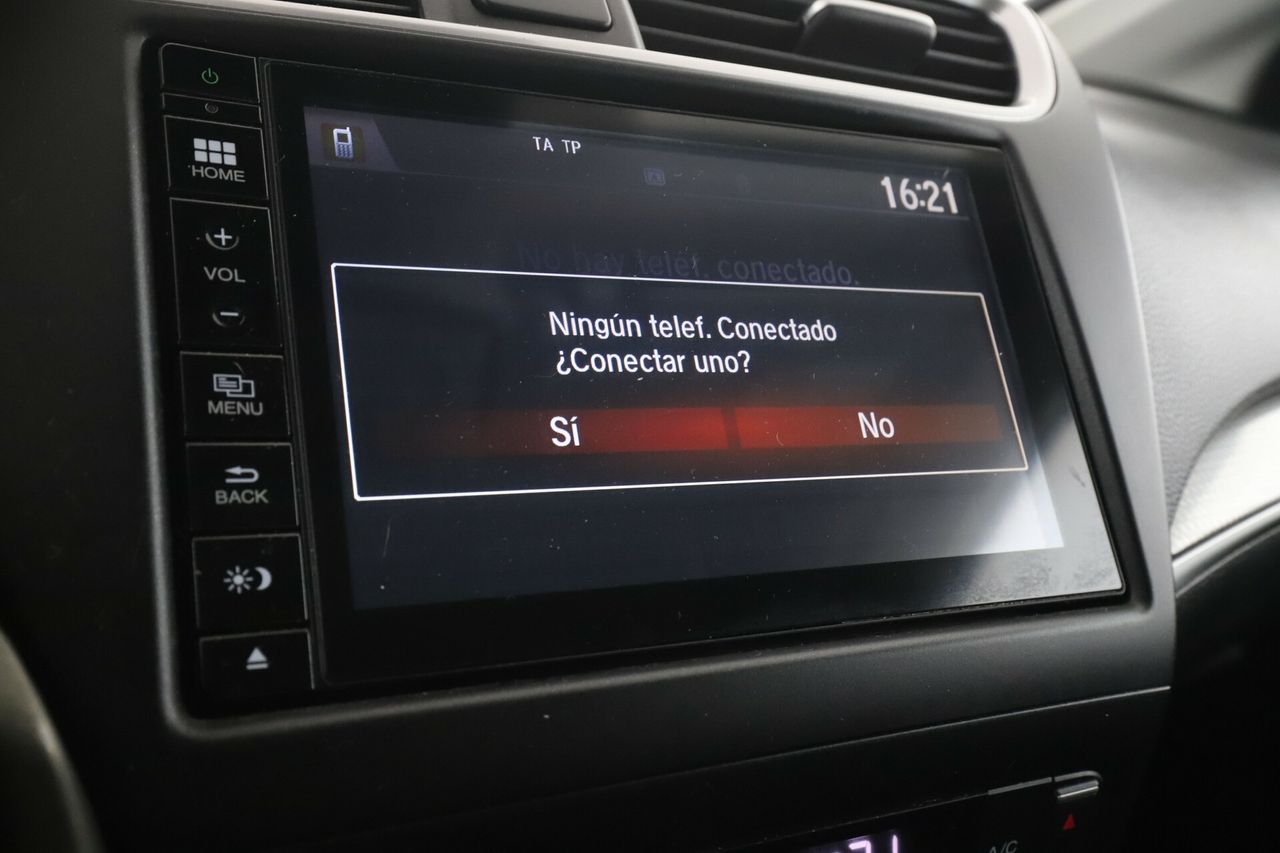 TA TP
16:21
HOME
No hay teléf. conectado.
VOL
Ningún telef. Conectado
¿Conectar uno?
MENU
Sí
No
BACK
A/C